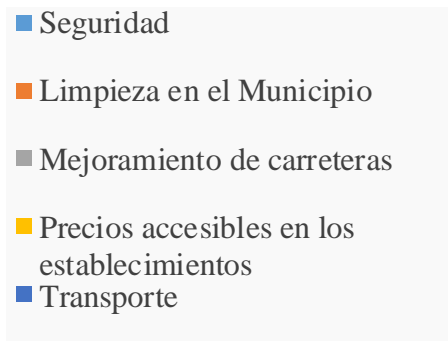 Seguridad
Limpieza en el Municipio
Mejoramiento de carreteras
Precios accesibles en los
establecimientos
Transporte